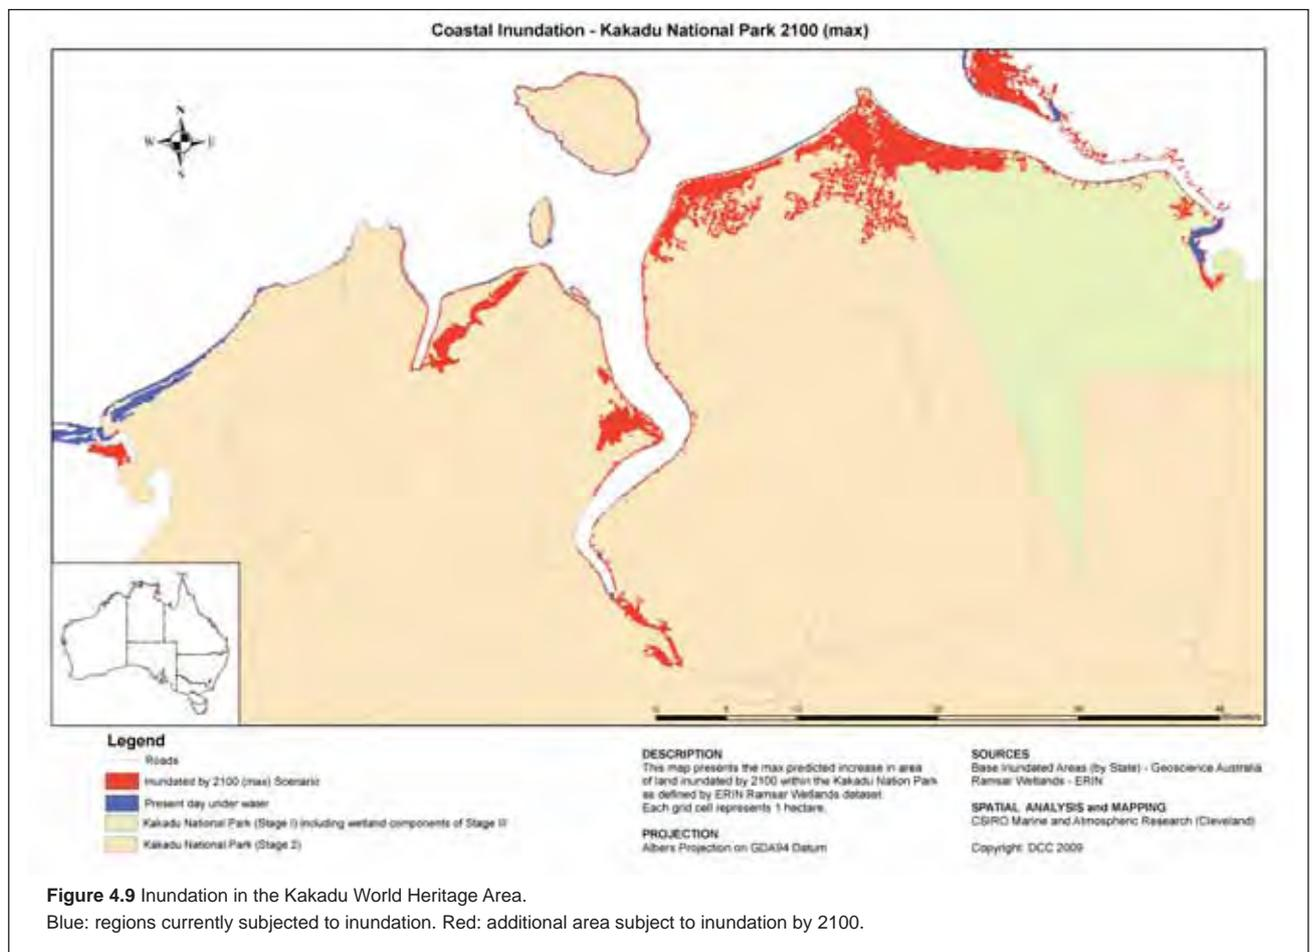 Coastal Inundation - Kakadu National Park 2100 (max)
N
W E
S
0 5 10 20 30 40
Legend
Roads
Inundated by 2100 (max) Scenario
Present day under water
Kakadu National Park (Stage I) including wetland components of Stage III
Kakadu National Park (Stage 2)
DESCRIPTION
This map presents the max predicted increase in area
of land inundated by 2100 within the Kakadu Nation Park
as defined by ERIN Ramsar Wetlands dataset.
Each grid cell represents 1 hectare.
PROJECTION
Albers Projection on GDA94 Datum
SOURCES
Base Inundated Areas (by State) - Geoscience Australia
Ramsar Wetlands - ERIN
SPATIAL ANALYSIS and MAPPING
CSIRO Marine and Atmospheric Research (Cleveland)
Copyright: DCC 2009
Figure 4.9 Inundation in the Kakadu World Heritage Area.
Blue: regions currently subjected to inundation. Red: additional area subject to inundation by 2100.